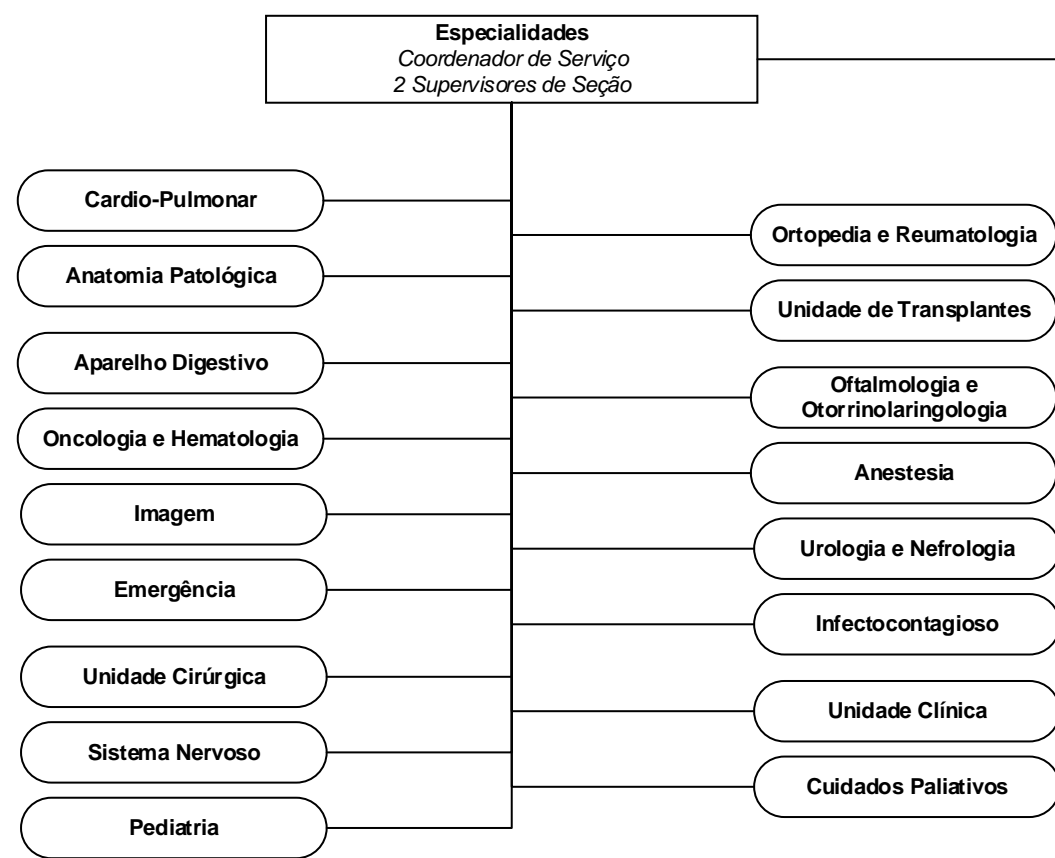 Especialidades
Coordenador de Serviço
2 Supervisores de Seção
Cardio-Pulmonar
Anatomia Patológica
Aparelho Digestivo
Oncologia e Hematologia
Imagem
Emergência
Unidade Cirúrgica
Sistema Nervoso
Pediatria
Ortopedia e Reumatologia
Unidade de Transplantes
Oftalmologia e
Otorrinolaringologia
Anestesia
Urologia e Nefrologia
Infectocontagioso
Unidade Clínica
Cuidados Paliativos